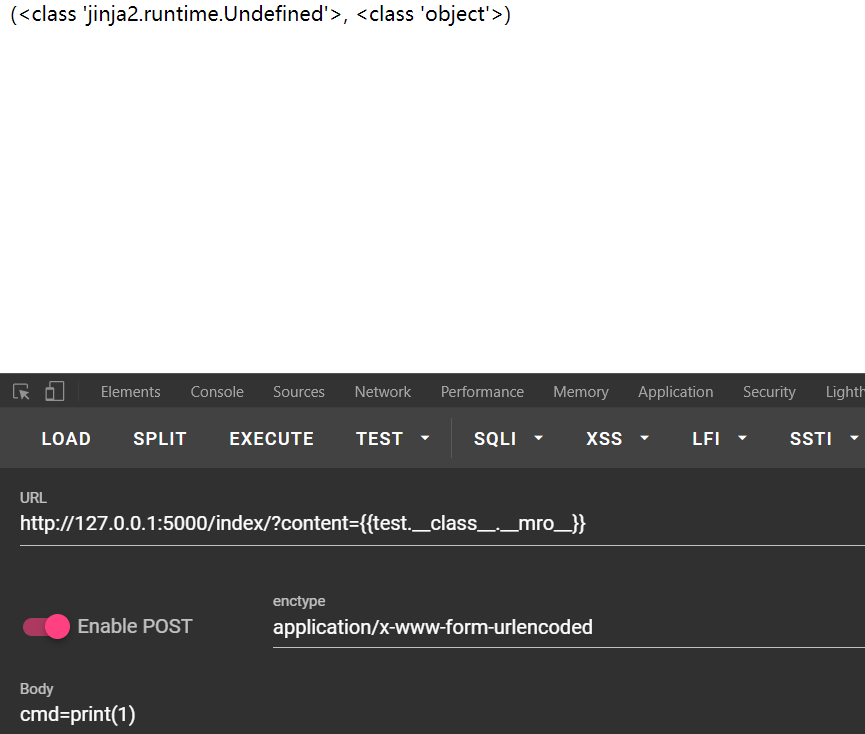 (<class 'jinja2.runtime.Undefined'>, <class 'object'>)
Elements Console Sources Network Performance Memory Application Security Lighth
LOAD SPLIT EXECUTE TEST SQLI XSS LFI SSTI
URL
http://127.0.0.1:5000/index/?content={{test.__class__.__mro__}}
Enable POST
enctype
application/x-www-form-urlencoded
Body
cmd=print(1)